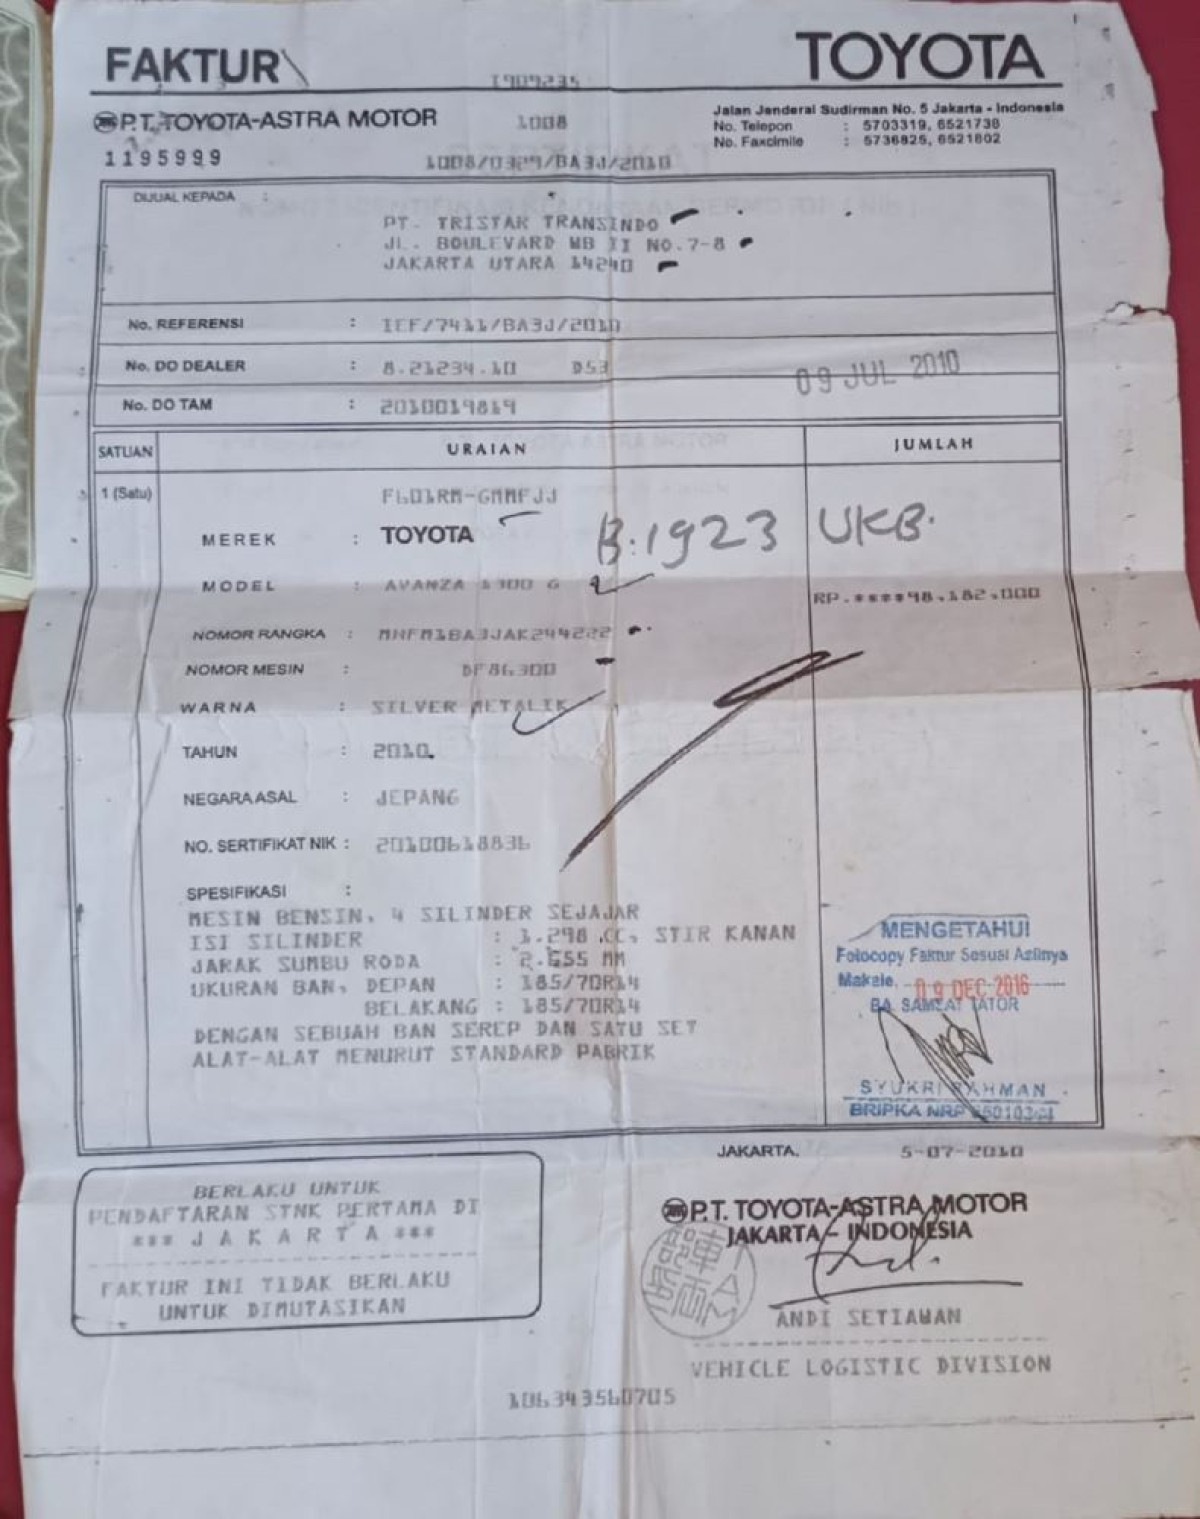 FAKTUR
TOYOTA
1909235
P.T. TOYOTA-ASTRA MOTOR
1008
Jalan Jenderal Sudirman No. 5 Jakarta - Indonesia
No. Telepon : 5703319, 6521738
No. Faxcimile : 5736825, 6521802
1195999
1008/0329/BA3J/2010
DIJUAL KEPADA :
PT. TRISTAR TRANSINDO
JL. BOULEVARD WB II NO.7-8
JAKARTA UTARA 14240
No. REFERENSI : IEF/7411/BA3J/2010
No. DO DEALER : 8.21234.10 D53
09 JUL 2010
No. DO TAM : 2010019819
SATUAN URAIAN JUMLAH
1 (Satu) F601RM-GMMFJJ
MEREK : TOYOTA B.1923 UKB.
MODEL : AVANZA 1300 G
RP.****98.182.000
NOMOR RANGKA : MHFM1BA3JAK244222
NOMOR MESIN : DF86300
WARNA : SILVER METALIK
TAHUN : 2010.
NEGARA ASAL : JEPANG
NO. SERTIFIKAT NIK : 20100618836
SPESIFIKASI :
MESIN BENSIN, 4 SILINDER SEJAJAR
ISI SILINDER : 1.298 CC, STIR KANAN
JARAK SUMBU RODA : 2.655 MM
UKURAN BAN, DEPAN : 185/70R14
BELAKANG : 185/70R14
DENGAN SEBUAH BAN SEREP DAN SATU SET
ALAT-ALAT MENURUT STANDARD PABRIK
MENGETAHUI
Fotocopy Faktur Sesuai Aslinya
Makale, 09 DEC 2016
BA SAMSAT TATOR
SYUKRI RAHMAN
BRIPKA NRP
JAKARTA, 5-07-2010
BERLAKU UNTUK
PENDAFTARAN STNK PERTAMA DI
*** J A K A R T A ***
FAKTUR INI TIDAK BERLAKU
UNTUK DIMUTASIKAN
P.T. TOYOTA-ASTRA MOTOR
JAKARTA - INDONESIA
ANDI SETIAWAN
VEHICLE LOGISTIC DIVISION
106343560705